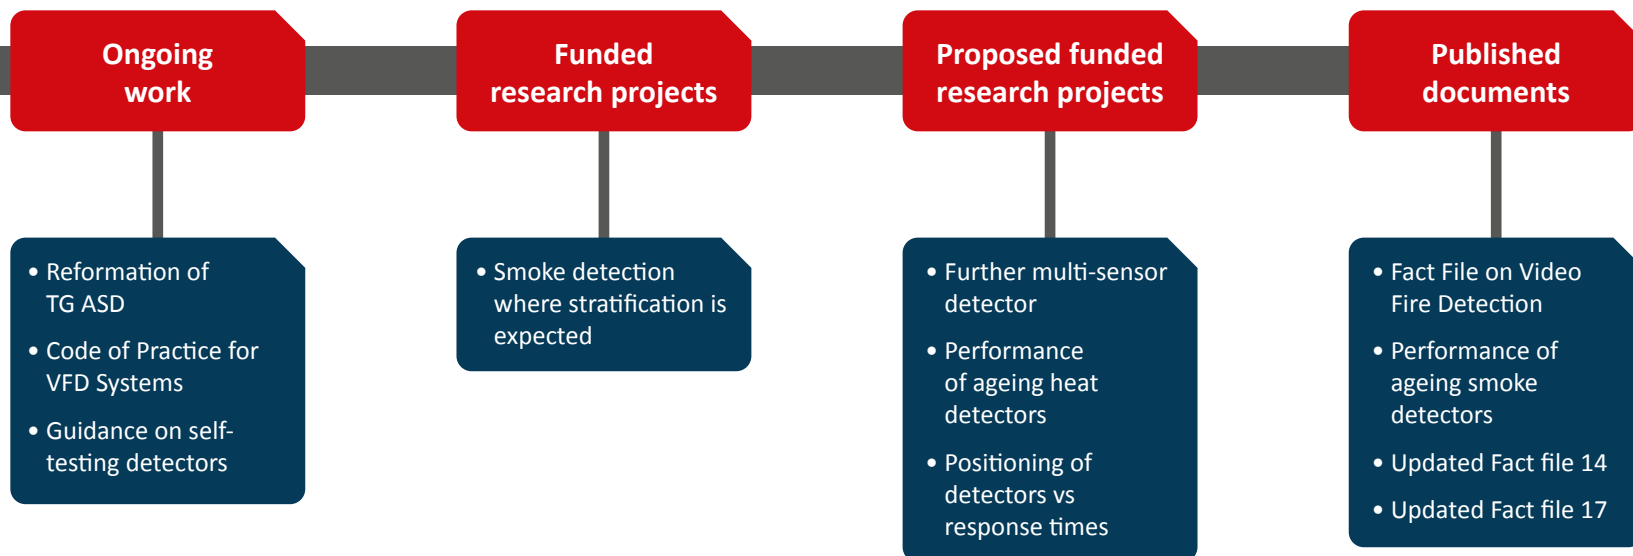 Ongoing
work
• Reformation of
TG ASD
• Code of Practice for
VFD Systems
• Guidance on self-
testing detectors
Funded
research projects
• Smoke detection
where stratification is
expected
Proposed funded
research projects
• Further multi-sensor
detector
• Performance
of ageing heat
detectors
• Positioning of
detectors vs
response times
Published
documents
• Fact File on Video
Fire Detection
• Performance of
ageing smoke
detectors
• Updated Fact file 14
• Updated Fact file 17